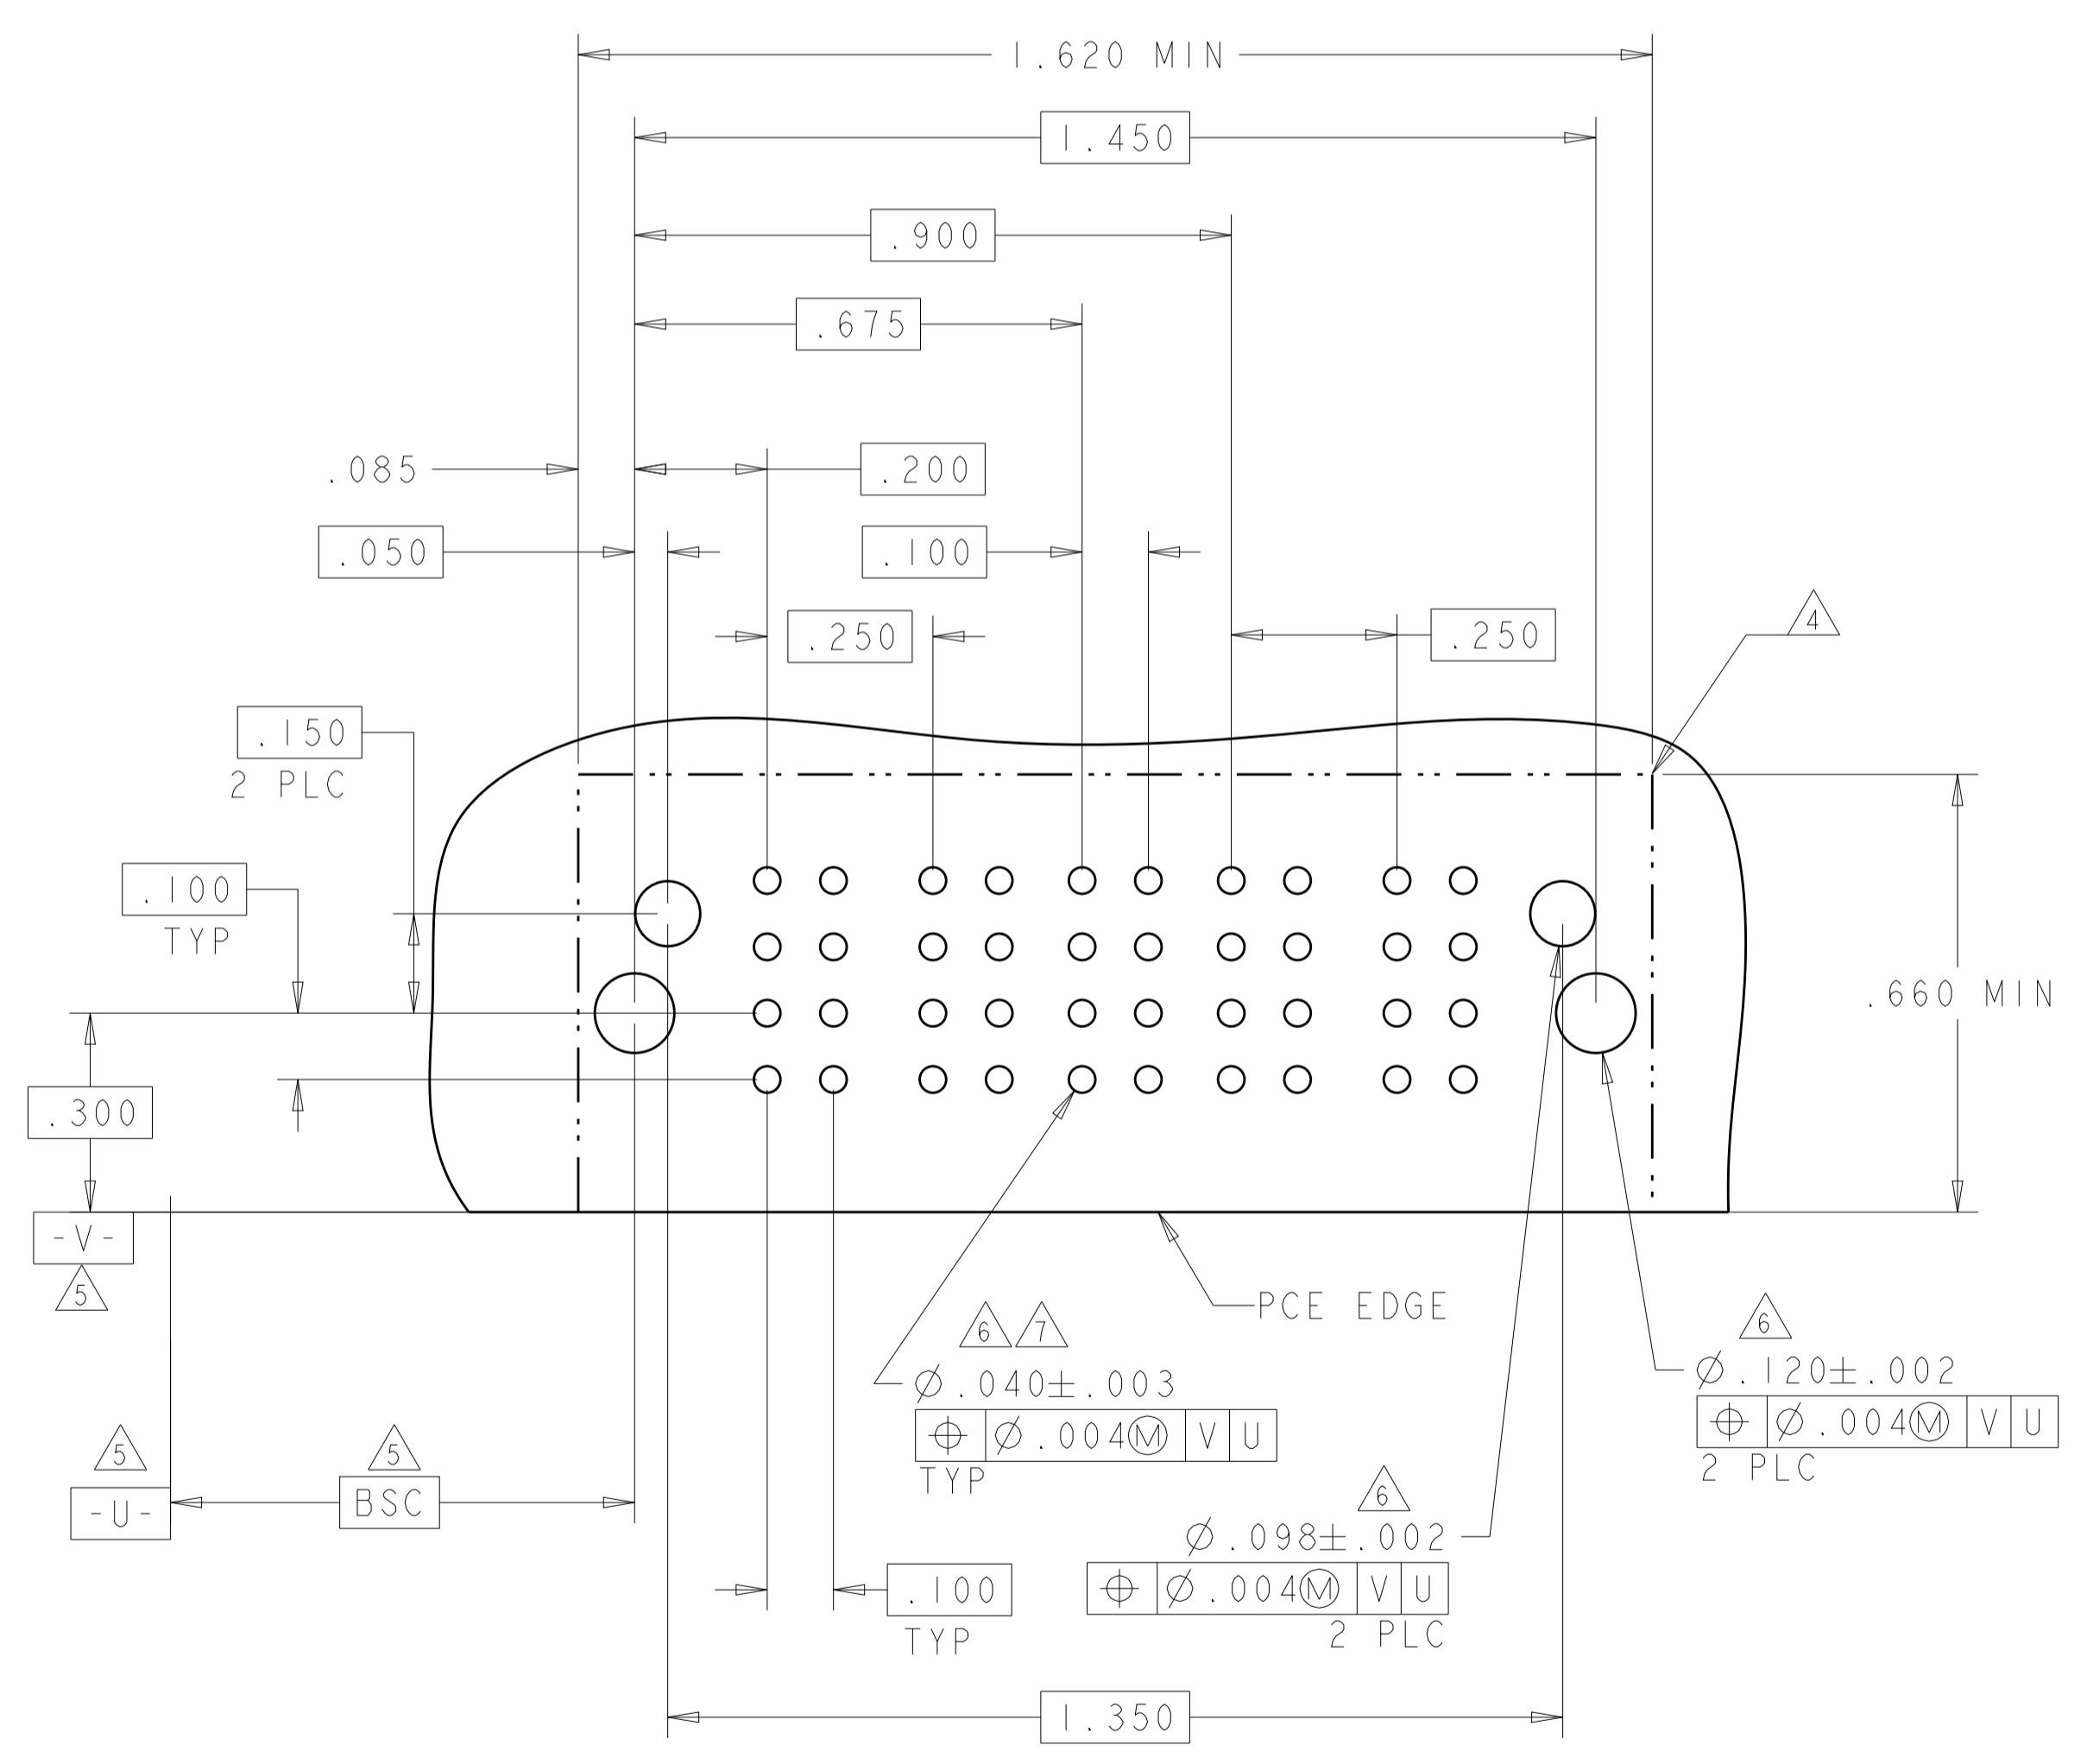 1.620 MIN
1.450
.900
.675
.085
.200
.050
.100
.250
.250
4
.150
2 PLC
.100
TYP
.660 MIN
.300
-V-
5
PCE EDGE
6 7
Ø.040±.003
⌖ Ø.004Ⓜ V U
TYP
6
Ø.120±.002
⌖ Ø.004Ⓜ V U
2 PLC
5
-U-
5
BSC
6
Ø.098±.002
⌖ Ø.004Ⓜ V U
2 PLC
.100
TYP
1.350